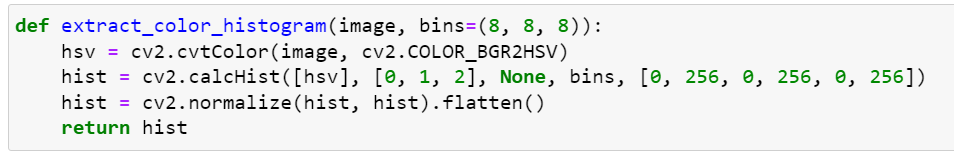 def extract_color_histogram(image, bins=(8, 8, 8)):
    hsv = cv2.cvtColor(image, cv2.COLOR_BGR2HSV)
    hist = cv2.calcHist([hsv], [0, 1, 2], None, bins, [0, 256, 0, 256, 0, 256])
    hist = cv2.normalize(hist, hist).flatten()
    return hist